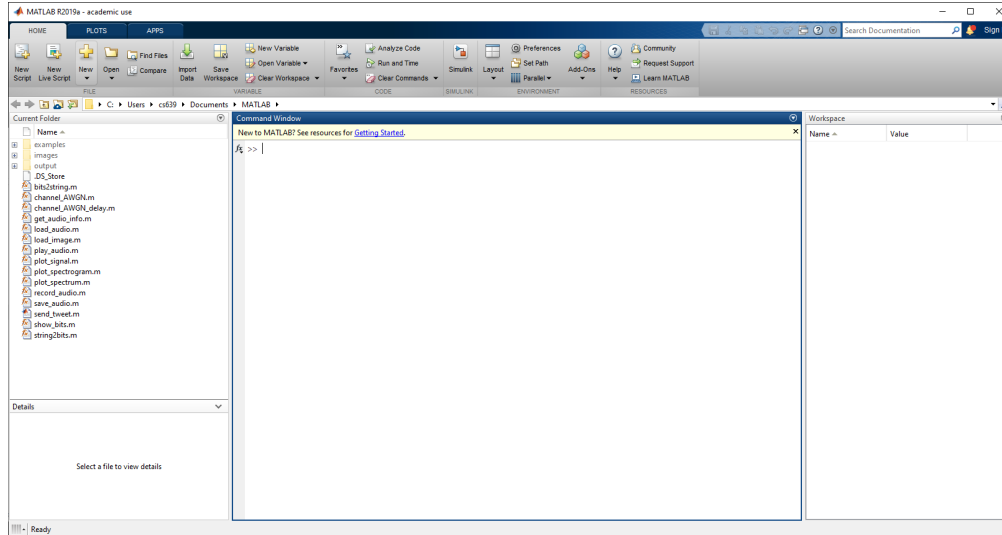 MATLAB R2019a - academic use
HOME PLOTS APPS
Search Documentation
Sign
New Script
New Live Script
New
Open
Find Files
Compare
Import Data
Save Workspace
New Variable
Open Variable
Clear Workspace
Favorites
Analyze Code
Run and Time
Clear Commands
Simulink
Layout
Preferences
Set Path
Parallel
Add-Ons
Help
Community
Request Support
Learn MATLAB
FILE VARIABLE CODE SIMULINK ENVIRONMENT RESOURCES
C: Users cs639 Documents MATLAB
Current Folder
Name
examples
images
output
.DS_Store
bits2string.m
channel_AWGN.m
channel_AWGN_delay.m
get_audio_info.m
load_audio.m
load_image.m
play_audio.m
plot_signal.m
plot_spectrogram.m
plot_spectrum.m
record_audio.m
save_audio.m
send_tweet.m
show_bits.m
string2bits.m
Details
Select a file to view details
Command Window
New to MATLAB? See resources for Getting Started.
fx >>
Workspace
Name Value
Ready